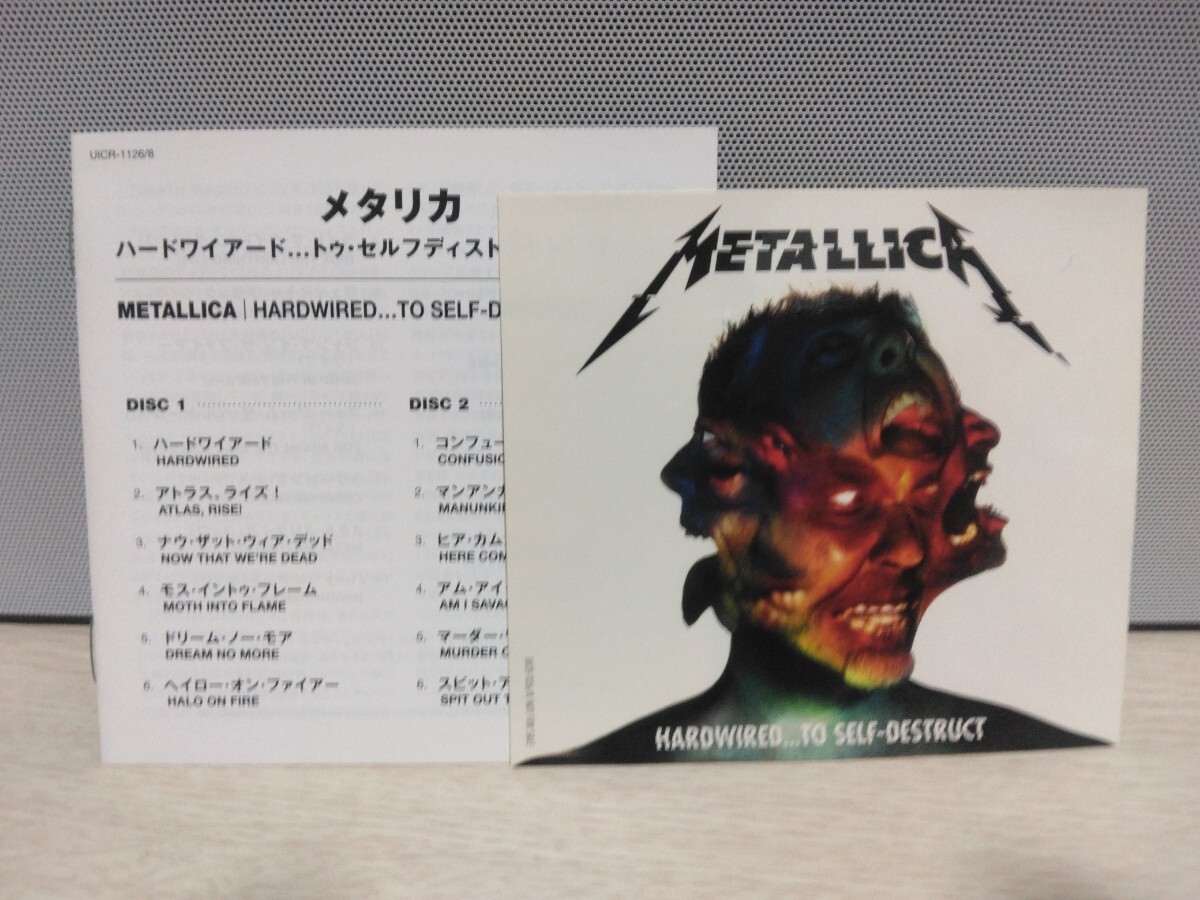 UICR-1126/8
メタリカ
ハードワイアード...トゥ・セルフディスト
METALLICA | HARDWIRED...TO SELF-D
DISC 1
1. ハードワイアード
HARDWIRED
2. アトラス、ライズ！
ATLAS, RISE!
3. ナウ・ザット・ウィア・デッド
NOW THAT WE'RE DEAD
4. モス・イントゥ・フレーム
MOTH INTO FLAME
5. ドリーム・ノー・モア
DREAM NO MORE
6. ヘイロー・オン・ファイアー
HALO ON FIRE
DISC 2
1. コンフュー
CONFUSIO
2. マンアンカ
MANUNKI
3. ヒア・カム
HERE COM
4. アム・アイ
AM I SAVA
5. マーダー・
MURDER O
6. スピット・ア
SPIT OUT T
METALLICA
HARDWIRED...TO SELF-DESTRUCT